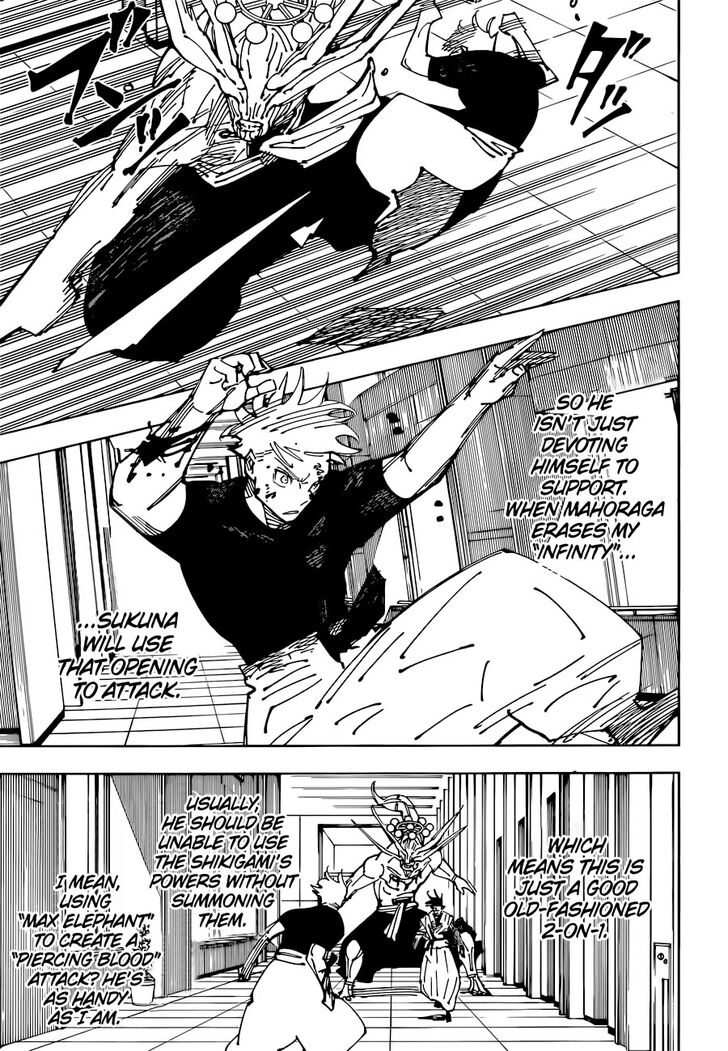 ダッ
ブンッ
SO HE
ISN'T JUST
DEVOTING
HIMSELF TO
SUPPORT.
WHEN MAHORAGA
ERASES MY
"INFINITY"...
...SUKUNA
WILL USE
THAT OPENING
TO ATTACK.
WHICH
MEANS THIS IS
JUST A GOOD
OLD-FASHIONED
2-ON-1.
USUALLY,
HE SHOULD BE
UNABLE TO
USE THE
SHIKIGAMI'S
POWERS WITHOUT
SUMMONING
THEM.
I MEAN,
USING
"MAX ELEPHANT"
TO CREATE A
"PIERCING BLOOD"
ATTACK? HE'S
AS HANDY
AS I AM.